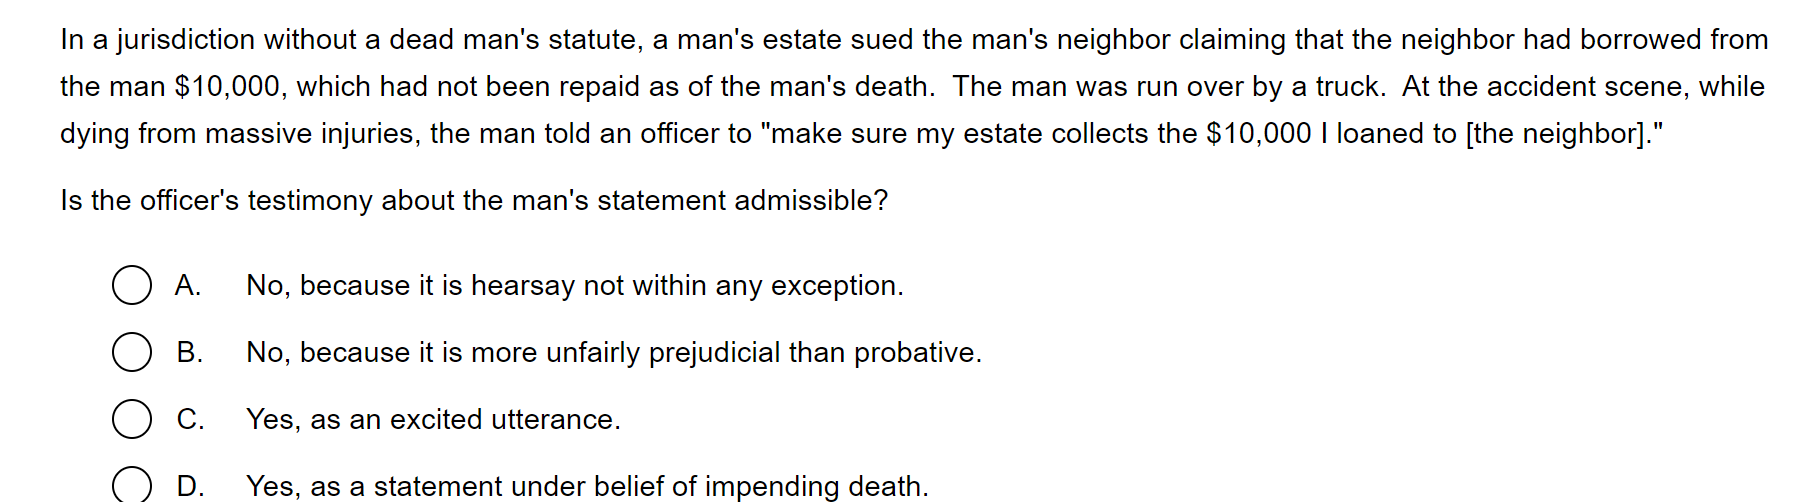 In a jurisdiction without a dead man's statute, a man's estate sued the man's neighbor claiming that the neighbor had borrowed from
the man $10,000, which had not been repaid as of the man's death.  The man was run over by a truck.  At the accident scene, while
dying from massive injuries, the man told an officer to "make sure my estate collects the $10,000 I loaned to [the neighbor]."
Is the officer's testimony about the man's statement admissible?
A. No, because it is hearsay not within any exception.
B. No, because it is more unfairly prejudicial than probative.
C. Yes, as an excited utterance.
D. Yes, as a statement under belief of impending death.